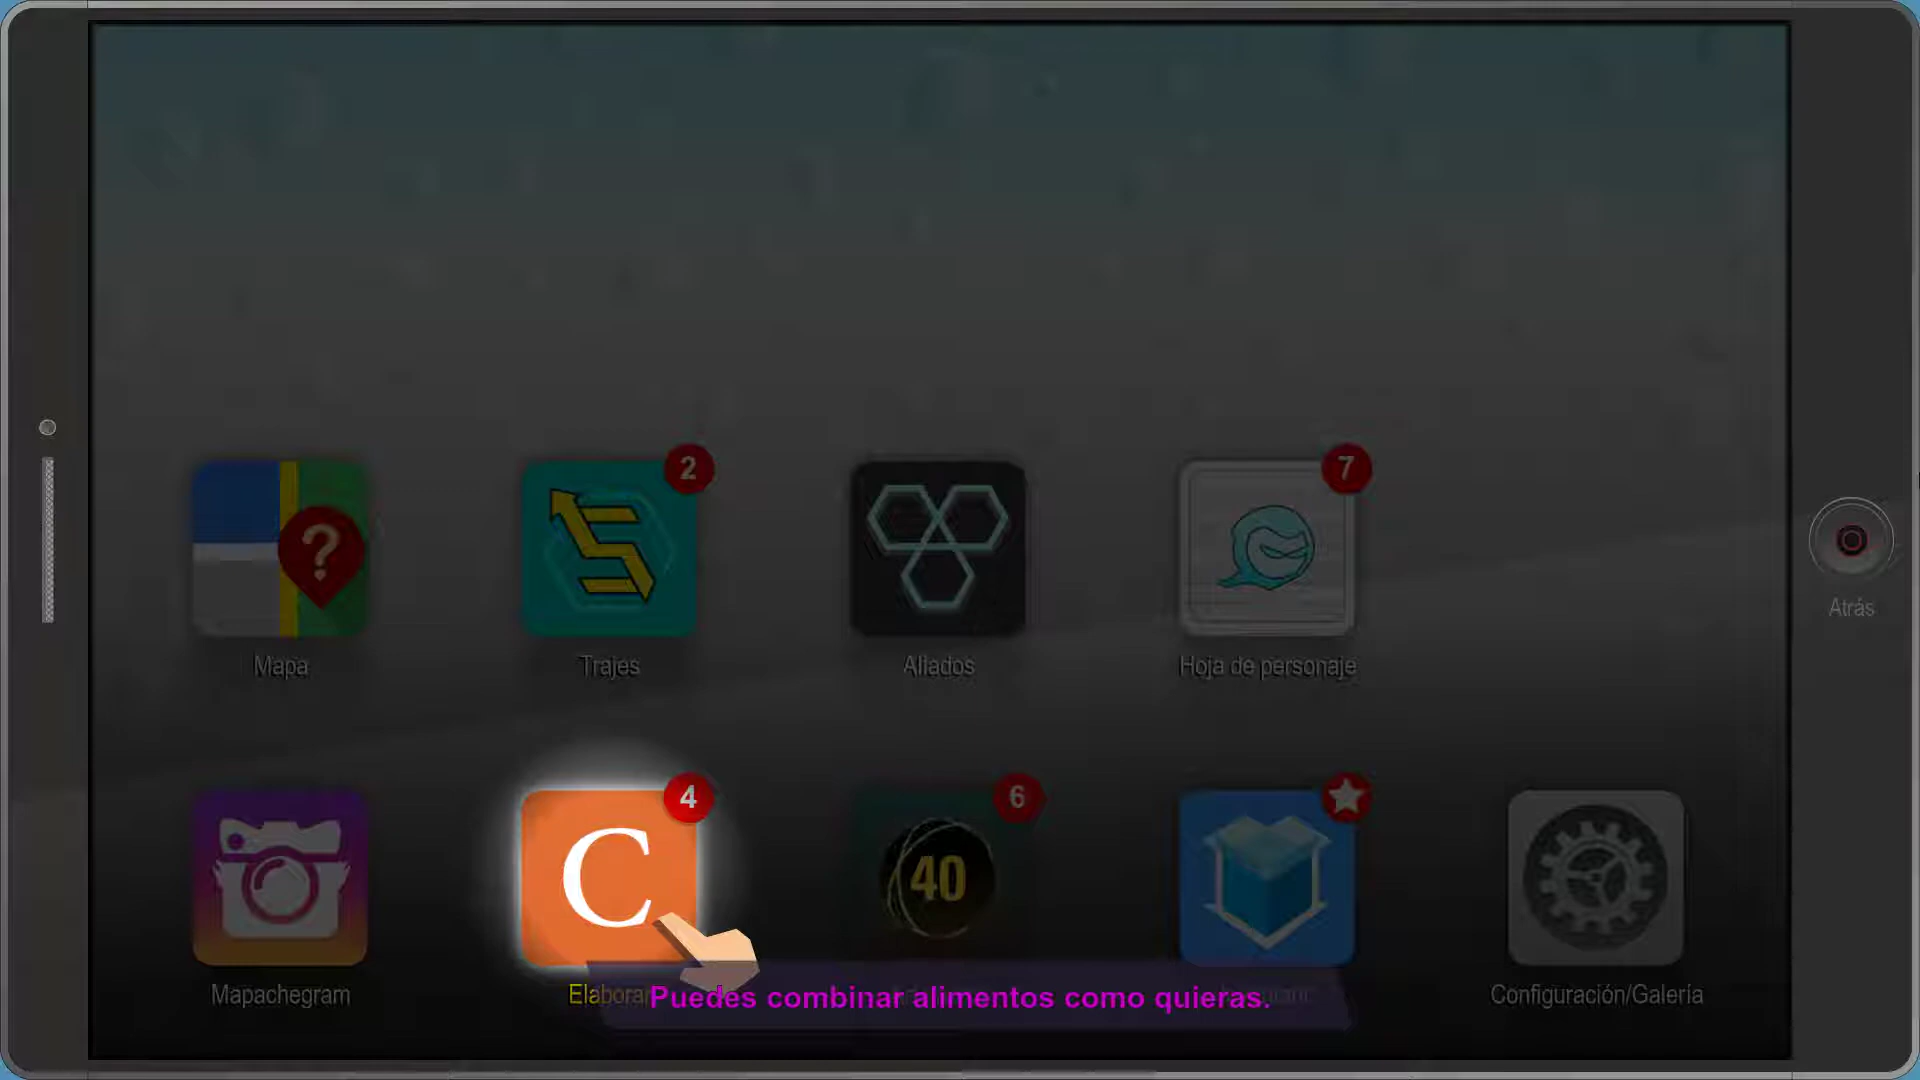 2
7
?
Mapa
Trajes
Aliados
Hoja de personaje
Atrás
4
6
C
40
Mapachegram
Elaborar
Configuración/Galería
Puedes combinar alimentos como quieras.